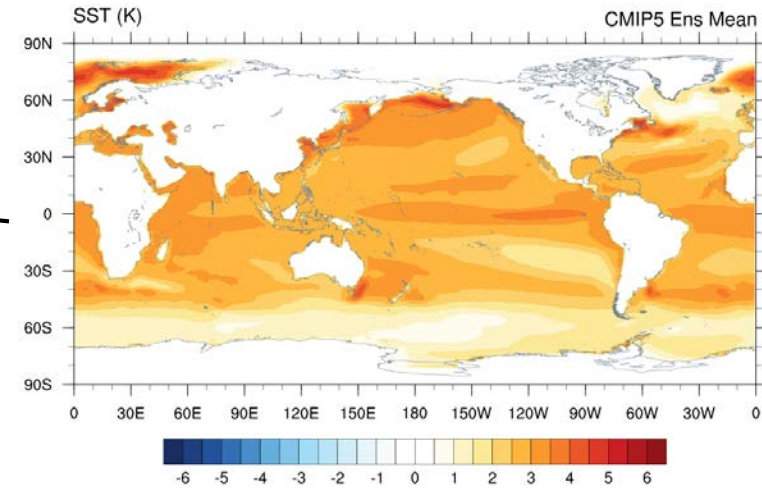 SST (K)
CMIP5 Ens Mean
90N
60N
30N
0
30S
60S
90S
0 30E 60E 90E 120E 150E 180 150W 120W 90W 60W 30W 0
-6 -5 -4 -3 -2 -1 0 1 2 3 4 5 6